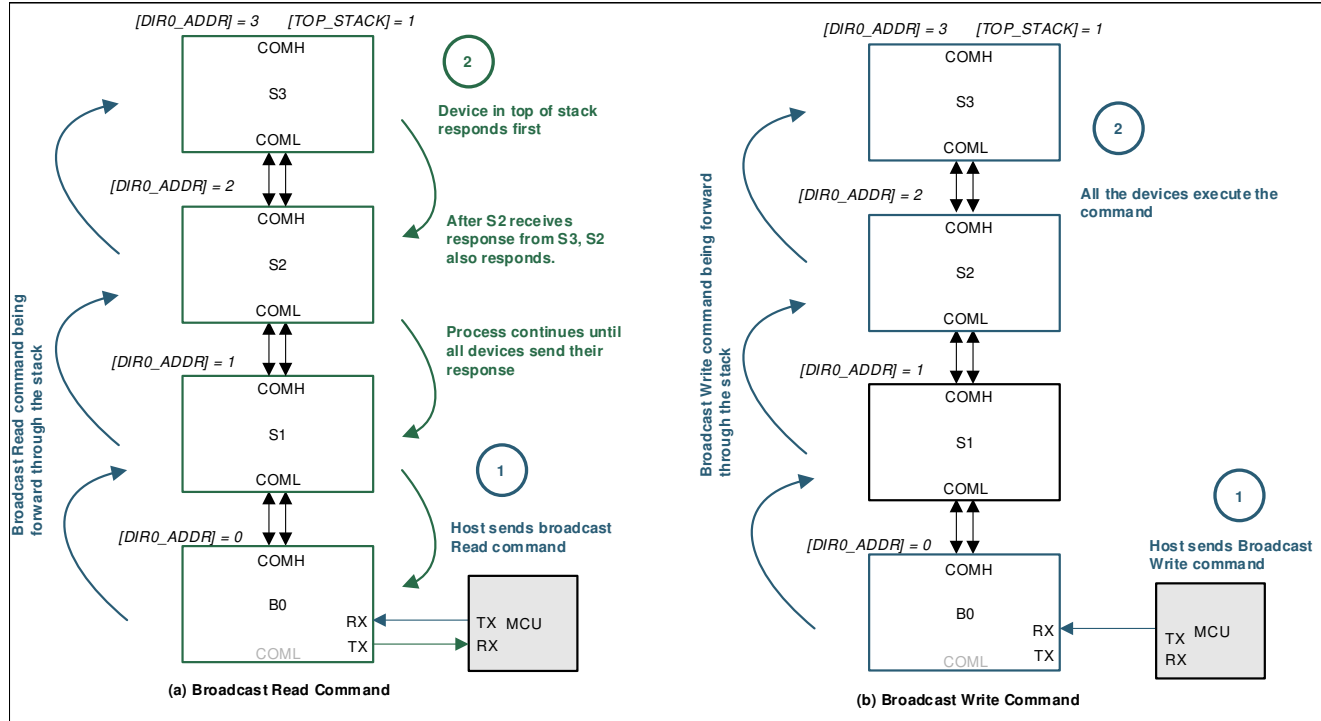 [DIR0_ADDR] = 3 [TOP_STACK] = 1
COMH
S3
COML
2
Device in top of stack
responds first
[DIR0_ADDR] = 2
COMH
S2
COML
After S2 receives
response from S3, S2
also responds.
Process continues until
all devices send their
response
[DIR0_ADDR] = 1
COMH
S1
COML
1
Host sends broadcast
Read command
[DIR0_ADDR] = 0
COMH
B0
RX
TX
COML
TX
MCU
RX
Broadcast Read command being
forward through the stack
(a) Broadcast Read Command
[DIR0_ADDR] = 3 [TOP_STACK] = 1
COMH
S3
COML
2
All the devices execute the
command
[DIR0_ADDR] = 2
COMH
S2
COML
[DIR0_ADDR] = 1
COMH
S1
COML
1
Host sends Broadcast
Write command
[DIR0_ADDR] = 0
COMH
B0
RX
TX
COML
TX
MCU
RX
Broadcast Write command being forward
through the stack
(b) Broadcast Write Command